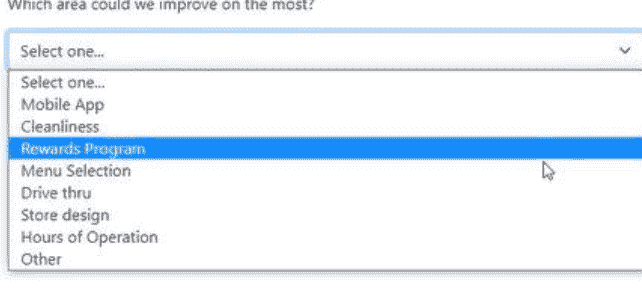 Which area could we improve on the most?
Select one...
Select one...
Mobile App
Cleanliness
Rewards Program
Menu Selection
Drive thru
Store design
Hours of Operation
Other